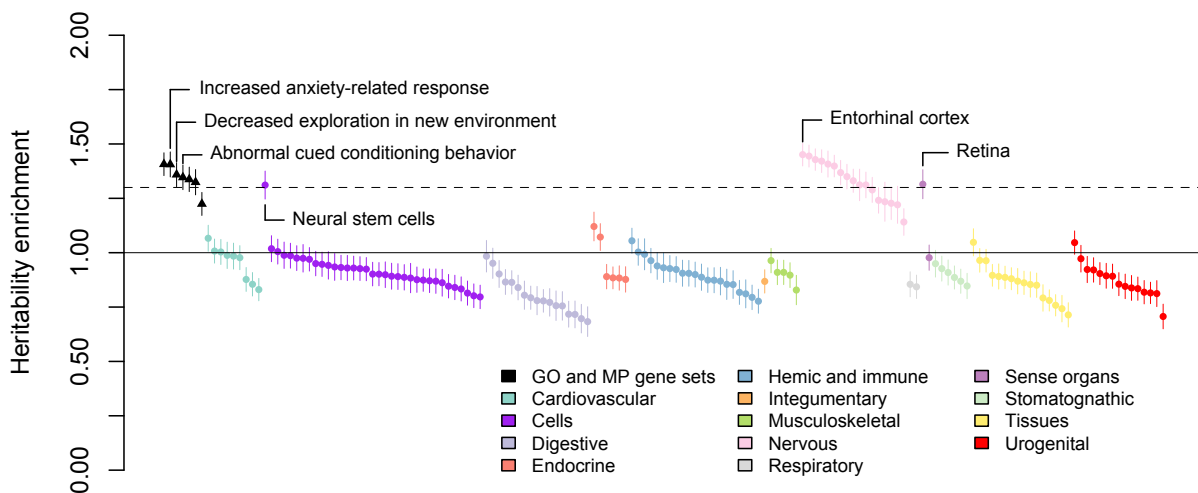 2.00
1.50
1.00
0.50
0.00
Heritability enrichment
Increased anxiety-related response
Decreased exploration in new environment
Abnormal cued conditioning behavior
Neural stem cells
Entorhinal cortex
Retina
GO and MP gene sets
Cardiovascular
Cells
Digestive
Endocrine
Hemic and immune
Integumentary
Musculoskeletal
Nervous
Respiratory
Sense organs
Stomatognathic
Tissues
Urogenital